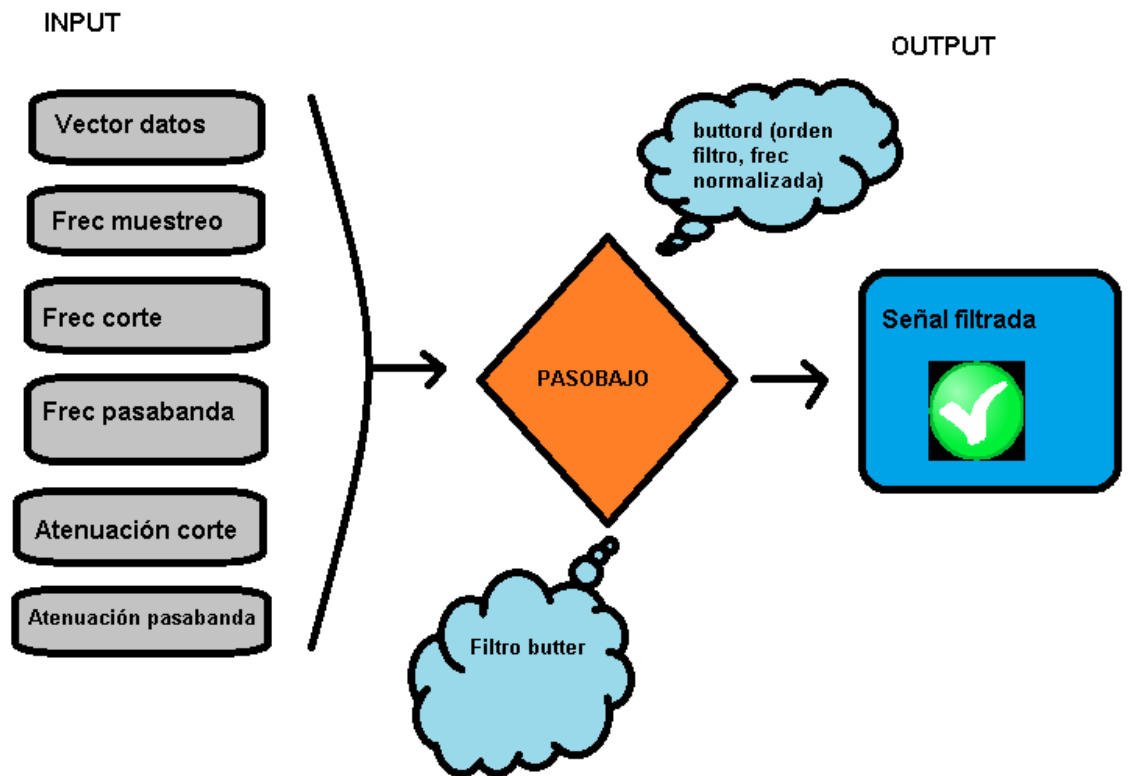 INPUT
Vector datos
Frec muestreo
Frec corte
Frec pasabanda
Atenuación corte
Atenuación pasabanda
buttord (orden
filtro, frec
normalizada)
PASOBAJO
Filtro butter
OUTPUT
Señal filtrada